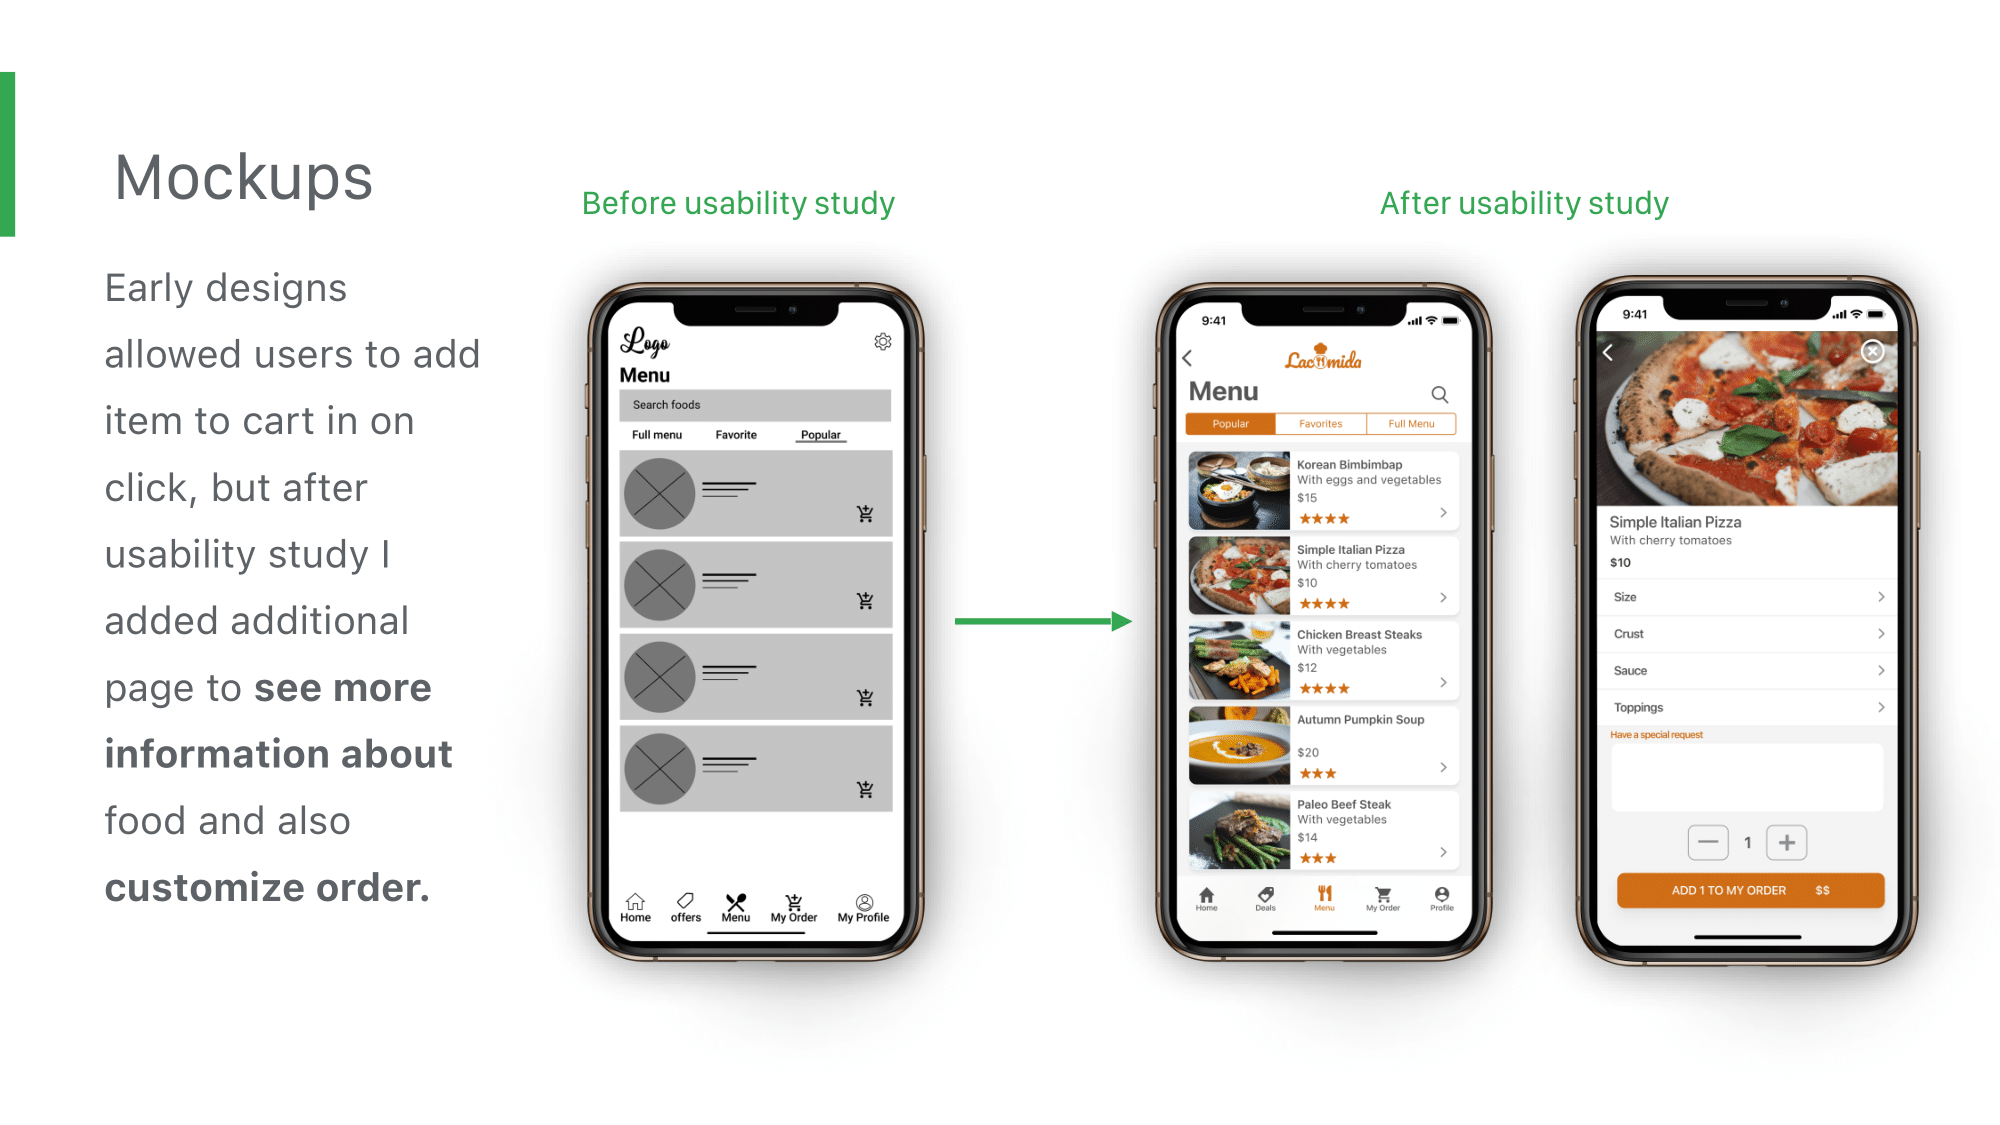 Mockups
Early designs
allowed users to add
item to cart in on
click, but after
usability study I
added additional
page to see more
information about
food and also
customize order.
Before usability study
Logo
Menu
Search foods
Full menu Favorite Popular
Home offers Menu My Order My Profile
After usability study
9:41
Lacomida
Menu
Popular Favorites Full Menu
Korean Bimbimbap
With eggs and vegetables
$15
Simple Italian Pizza
With cherry tomatoes
$10
Chicken Breast Steaks
With vegetables
$12
Autumn Pumpkin Soup
$20
Paleo Beef Steak
With vegetables
$14
Home Deals Menu My Order Profile
9:41
Simple Italian Pizza
With cherry tomatoes
$10
Size
Crust
Sauce
Toppings
Have a special request
1
ADD 1 TO MY ORDER $$